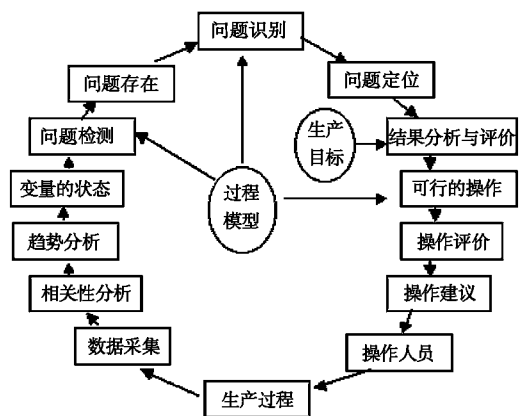 问题识别
问题存在
问题定位
问题检测
生产
目标
结果分析与评价
变量的状态
过程
模型
可行的操作
趋势分析
操作评价
相关性分析
操作建议
数据采集
操作人员
生产过程